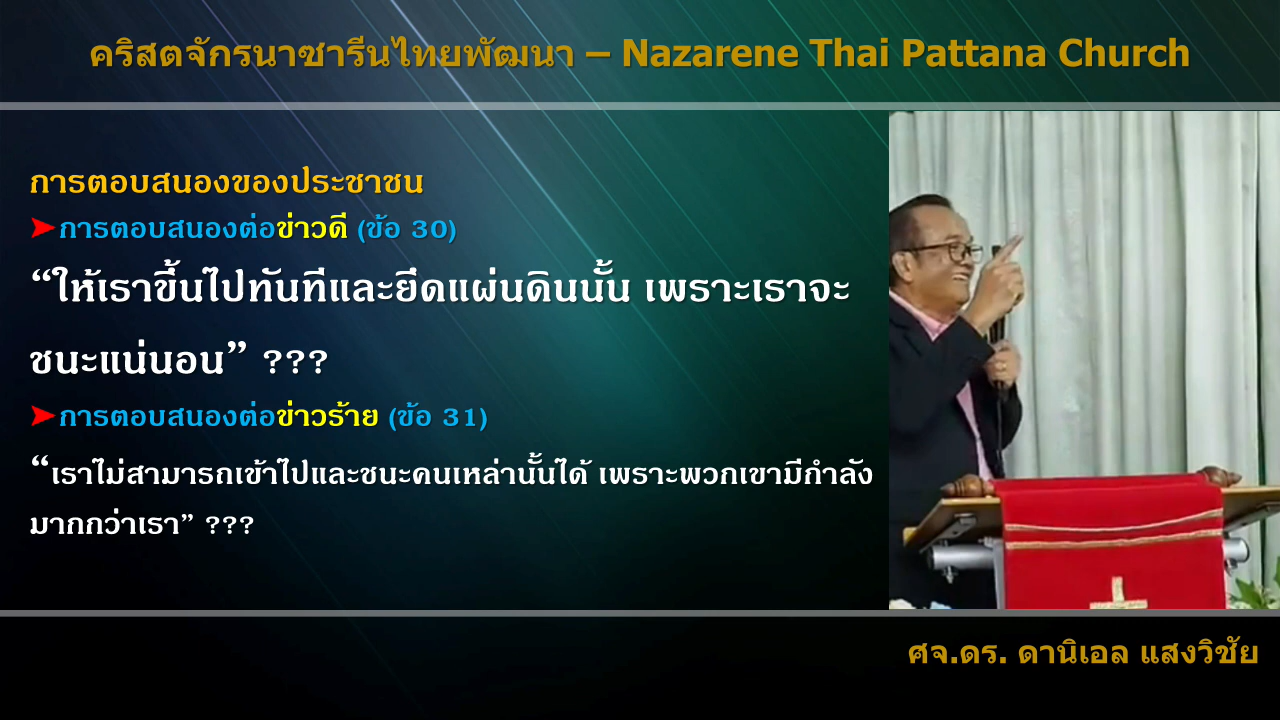 คริสตจักรนาซารีนไทยพัฒนา – Nazarene Thai Pattana Church
การตอบสนองของประชาชน
➤การตอบสนองต่อข่าวดี (ข้อ 30)
“ให้เราขึ้นไปทันทีและยึดแผ่นดินนั้น เพราะเราจะ
ชนะแน่นอน” ???
➤การตอบสนองต่อข่าวร้าย (ข้อ 31)
“เราไม่สามารถเข้าไปและชนะคนเหล่านั้นได้ เพราะพวกเขามีกำลัง
มากกว่าเรา” ???
ศจ.ดร. ดานิเอล แสงวิชัย